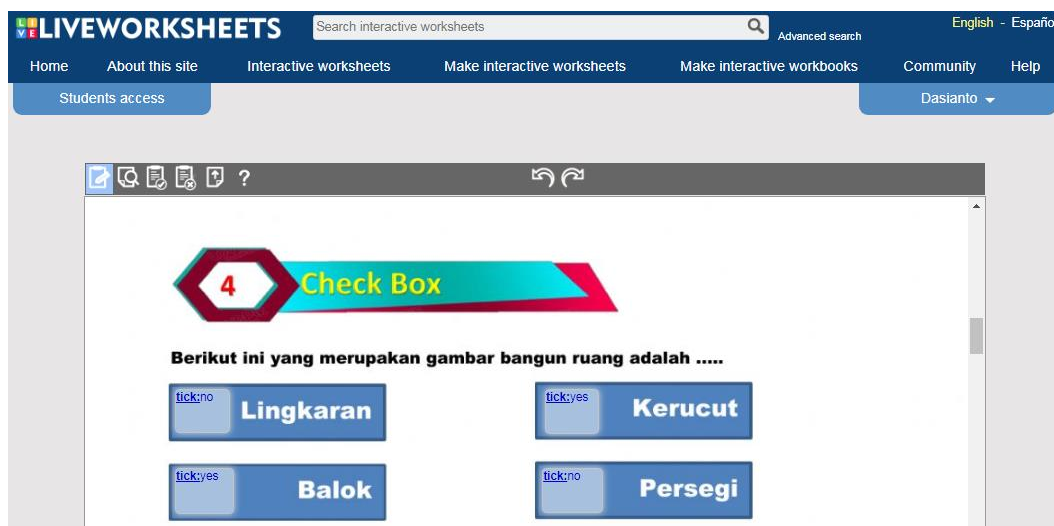 LIVE LIVEWORKSHEETS Search interactive worksheets Advanced search English - Españo
Home About this site Interactive worksheets Make interactive worksheets Make interactive workbooks Community Help
Students access Dasianto
?
4 Check Box
Berikut ini yang merupakan gambar bangun ruang adalah .....
tick:no Lingkaran tick:yes Kerucut
tick:yes Balok tick:no Persegi